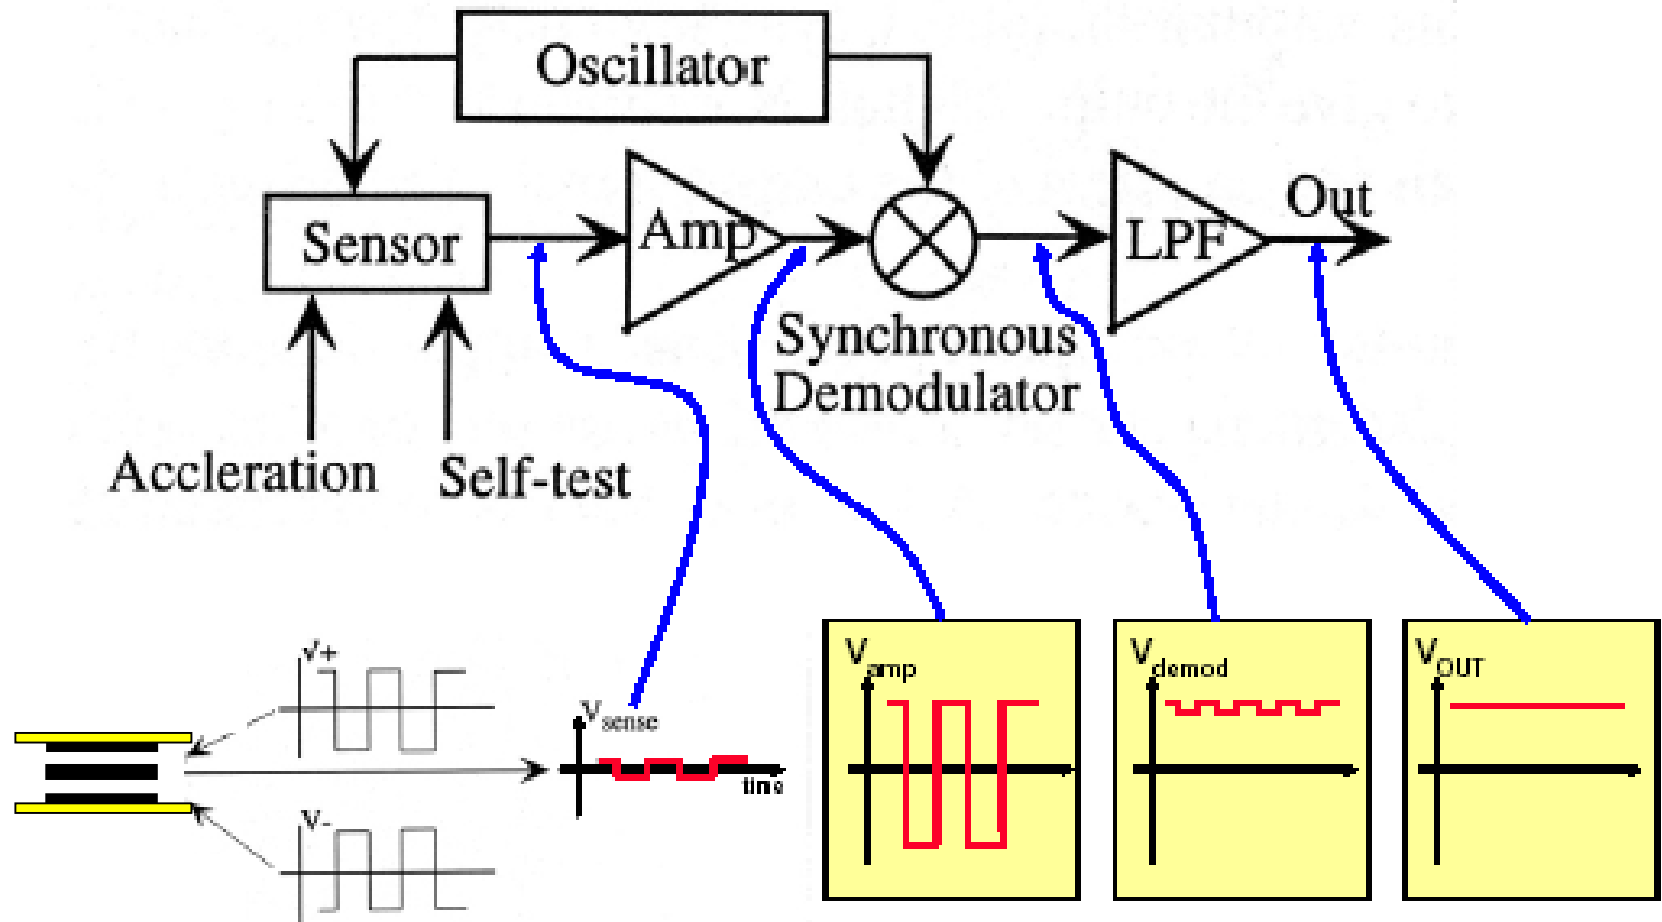 Oscillator
Sensor
Amp
LPF
Out
Synchronous
Demodulator
Accleration
Self-test
V+
V-
Vsense
time
Vamp
Vdemod
VOUT